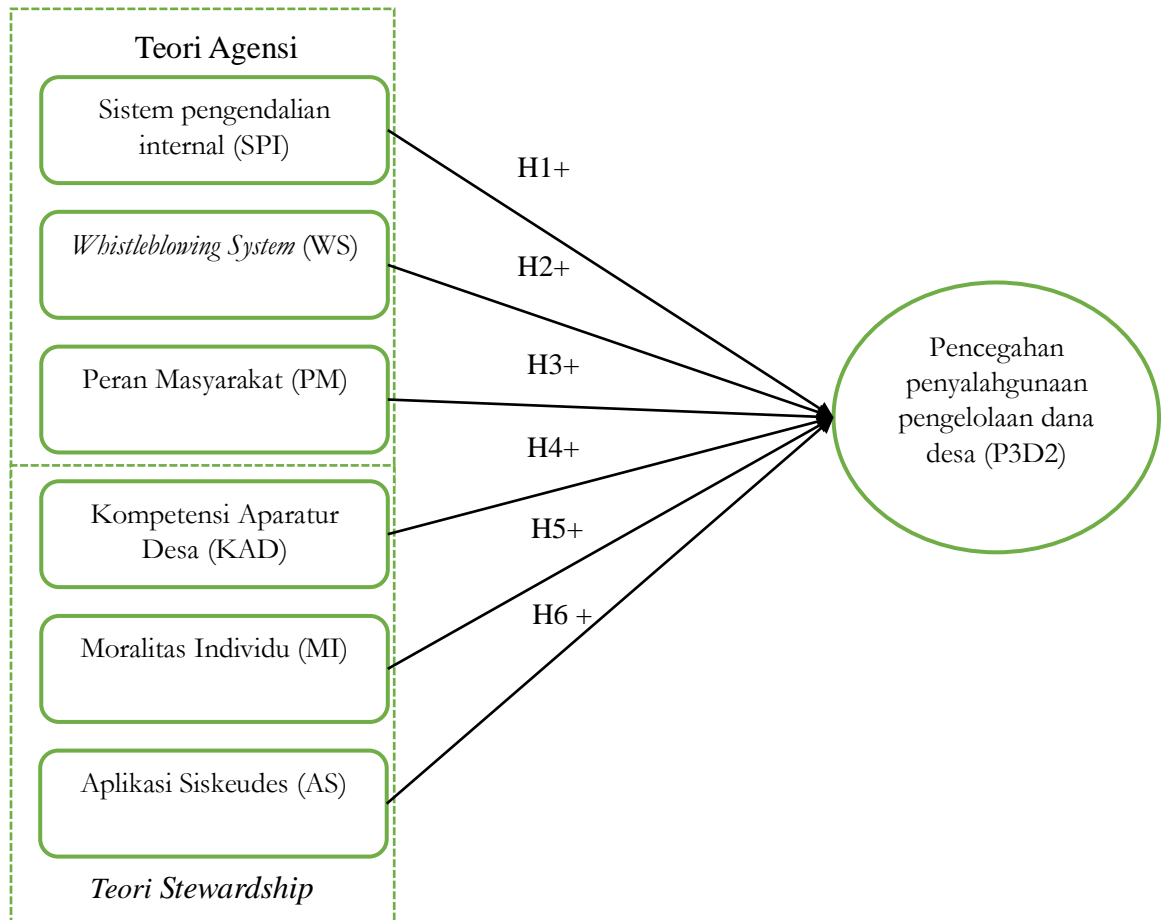 Teori Agensi
Sistem pengendalian
internal (SPI)
H1+
Whistleblowing System (WS)
H2+
Peran Masyarakat (PM)
H3+
Pencegahan
penyalahgunaan
pengelolaan dana
desa (P3D2)
H4+
Kompetensi Aparatur
Desa (KAD)
H5+
Moralitas Individu (MI)
H6 +
Aplikasi Siskeudes (AS)
Teori Stewardship